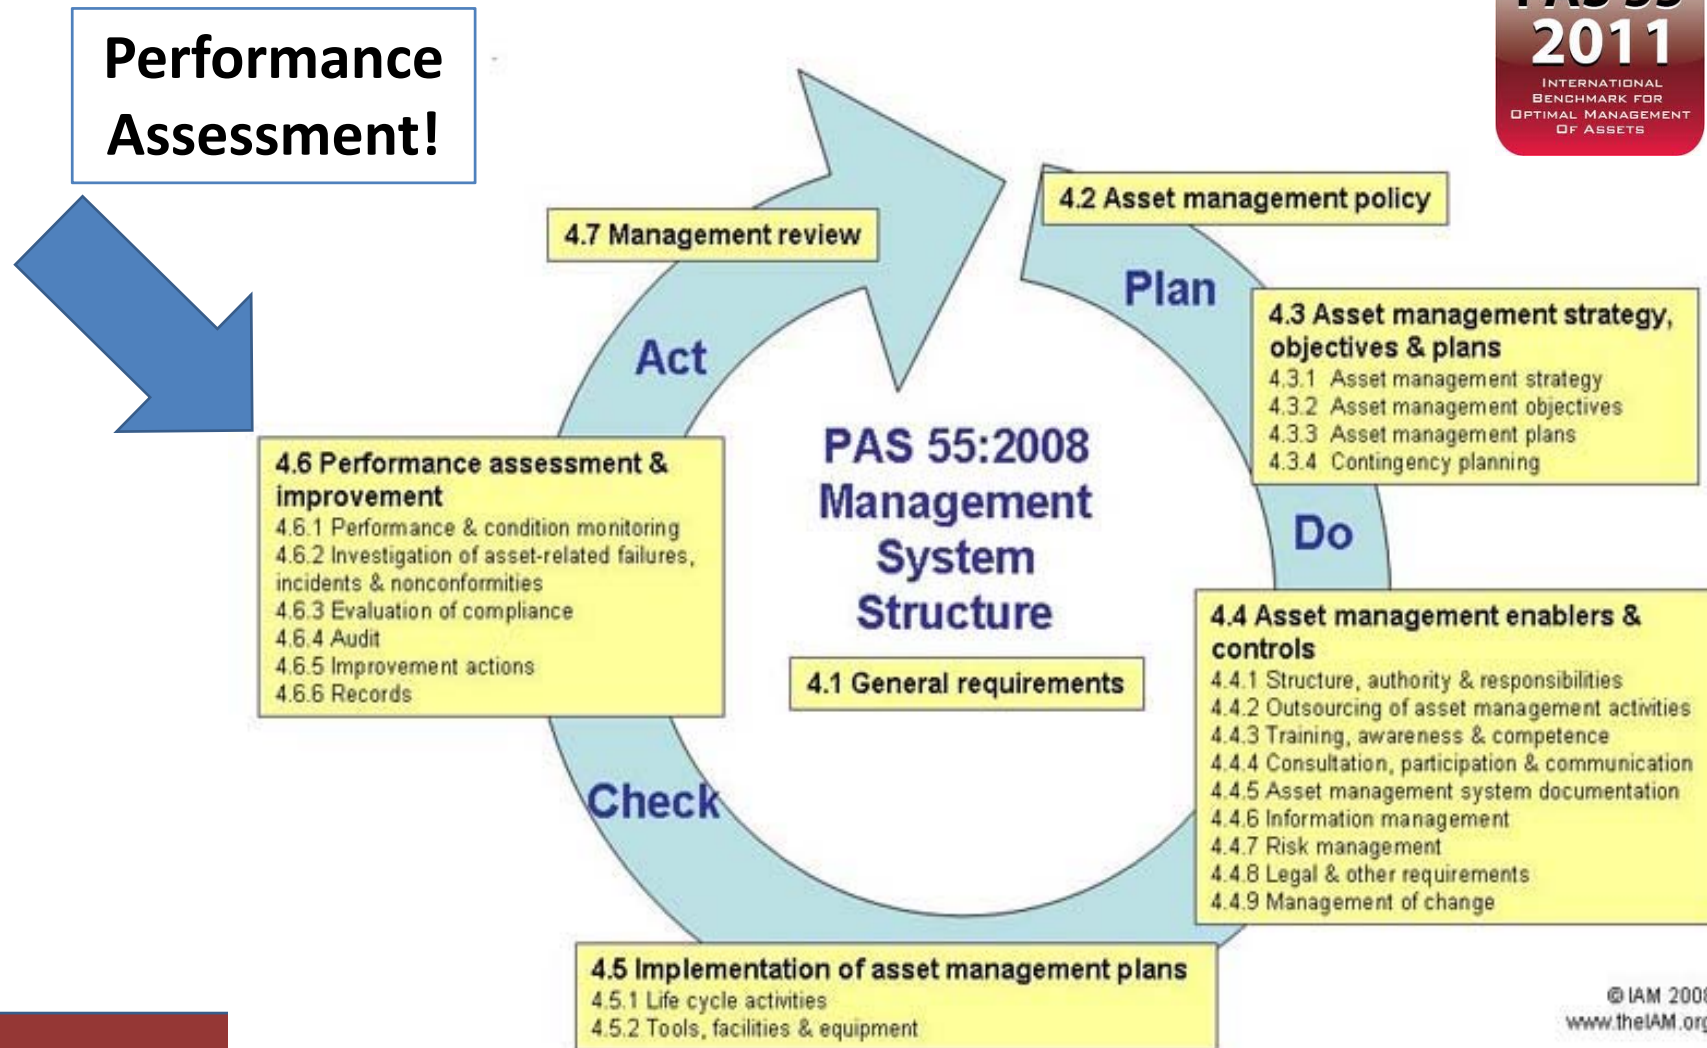 Performance
Assessment!
PAS 55
2011
INTERNATIONAL
BENCHMARK FOR
OPTIMAL MANAGEMENT
OF ASSETS
4.7 Management review
4.2 Asset management policy
Plan
4.3 Asset management strategy,
objectives & plans
4.3.1 Asset management strategy
4.3.2 Asset management objectives
4.3.3 Asset management plans
4.3.4 Contingency planning
Act
PAS 55:2008
Management
System
Structure
4.1 General requirements
Do
4.6 Performance assessment &
improvement
4.6.1 Performance & condition monitoring
4.6.2 Investigation of asset-related failures,
incidents & nonconformities
4.6.3 Evaluation of compliance
4.6.4 Audit
4.6.5 Improvement actions
4.6.6 Records
4.4 Asset management enablers &
controls
4.4.1 Structure, authority & responsibilities
4.4.2 Outsourcing of asset management activities
4.4.3 Training, awareness & competence
4.4.4 Consultation, participation & communication
4.4.5 Asset management system documentation
4.4.6 Information management
4.4.7 Risk management
4.4.8 Legal & other requirements
4.4.9 Management of change
Check
4.5 Implementation of asset management plans
4.5.1 Life cycle activities
4.5.2 Tools, facilities & equipment
© IAM 2008
www.theIAM.org